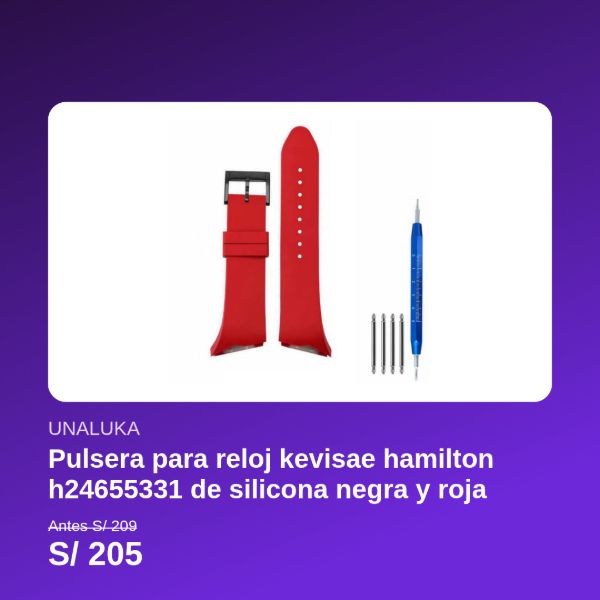 UNALUKA
Pulsera para reloj kevisae hamilton
h24655331 de silicona negra y roja
Antes S/ 209
S/ 205